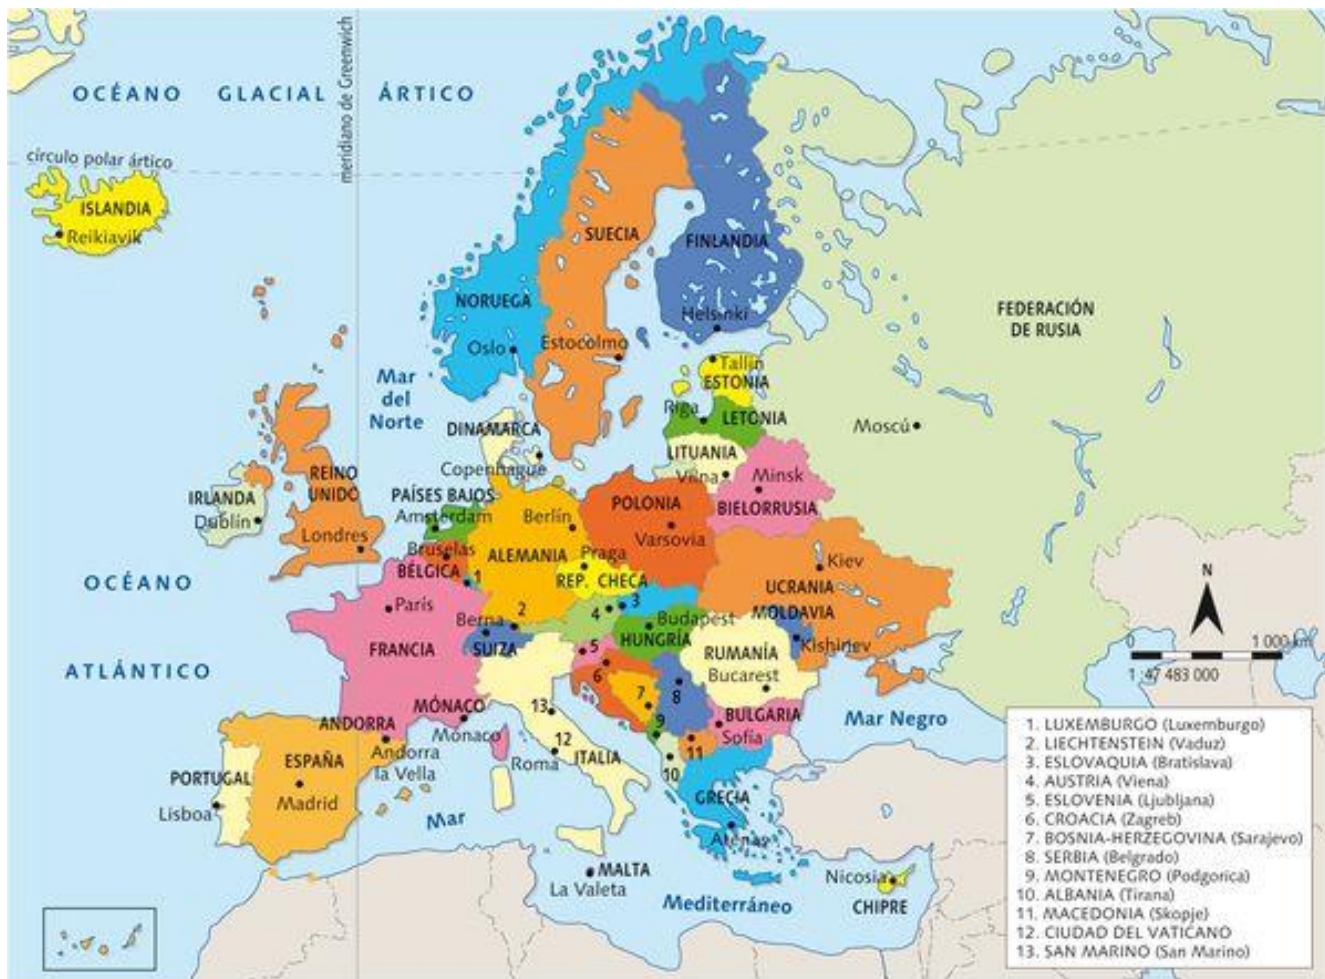 OCÉANO GLACIAL ÁRTICO
meridiano de Greenwich
círculo polar ártico
ISLANDIA
Reikiavik
SUECIA
FINLANDIA
NORUEGA
Helsinki
FEDERACIÓN
DE RUSIA
Oslo
Estocolmo
Tallin
ESTONIA
Mar
del
Norte
Riga
LETONIA
Moscú
DINAMARCA
Copenhague
LITUANIA
Vilna
Minsk
BIELORRUSIA
REINO
UNIDO
IRLANDA
Dublín
Londres
PAÍSES BAJOS
Amsterdam
Berlín
POLONIA
Varsovia
Bruselas
BÉLGICA
ALEMANIA
Praga
REP. CHECA
Kiev
UCRANIA
OCÉANO
ATLÁNTICO
1
2
3
4
París
Berna
SUIZA
FRANCIA
Budapest
HUNGRÍA
MOLDAVIA
Kishinev
RUMANÍA
Bucarest
5
6
7
8
9
10
11
12
13
N
0 1 000 km
1:47 483 000
MÓNACO
Mónaco
ANDORRA
Andorra
la Vella
BULGARIA
Sofía
Mar Negro
ESPAÑA
Madrid
PORTUGAL
Lisboa
Roma
ITALIA
GRECIA
Atenas
Mar
Mediterráneo
MALTA
La Valeta
Nicosia
CHIPRE
1. LUXEMBURGO (Luxemburgo)
2. LIECHTENSTEIN (Vaduz)
3. ESLOVAQUIA (Bratislava)
4. AUSTRIA (Viena)
5. ESLOVENIA (Ljubljana)
6. CROACIA (Zagreb)
7. BOSNIA-HERZEGOVINA (Sarajevo)
8. SERBIA (Belgrado)
9. MONTENEGRO (Podgorica)
10. ALBANIA (Tirana)
11. MACEDONIA (Skopje)
12. CIUDAD DEL VATICANO
13. SAN MARINO (San Marino)